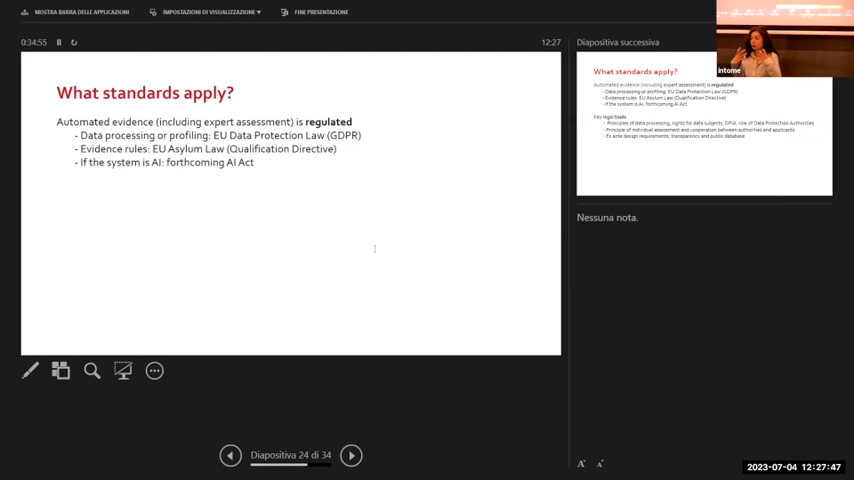 MOSTRA BARRA DELLE APPLICAZIONI
IMPOSTAZIONI DI VISUALIZZAZIONE
FINE PRESENTAZIONE
0:34:55
12:27
What standards apply?
Automated evidence (including expert assessment) is regulated
- Data processing or profiling: EU Data Protection Law (GDPR)
- Evidence rules: EU Asylum Law (Qualification Directive)
- If the system is AI: forthcoming AI Act
Diapositiva successiva
intome
What standards apply?
Automated evidence (including expert assessment) is regulated
- Data processing or profiling: EU Data Protection Law (GDPR)
- Evidence rules: EU Asylum Law (Qualification Directive)
- If the system is AI: forthcoming AI Act
Key legal tools
- Principles of data processing, rights for data subjects, DPIA, role of Data Protection Authorities
- Principle of individual assessment and cooperation between authorities and applicants
- Ex ante design requirements: transparency and public database
Nessuna nota.
Diapositiva 24 di 34
A A
2023-07-04 12:27:47